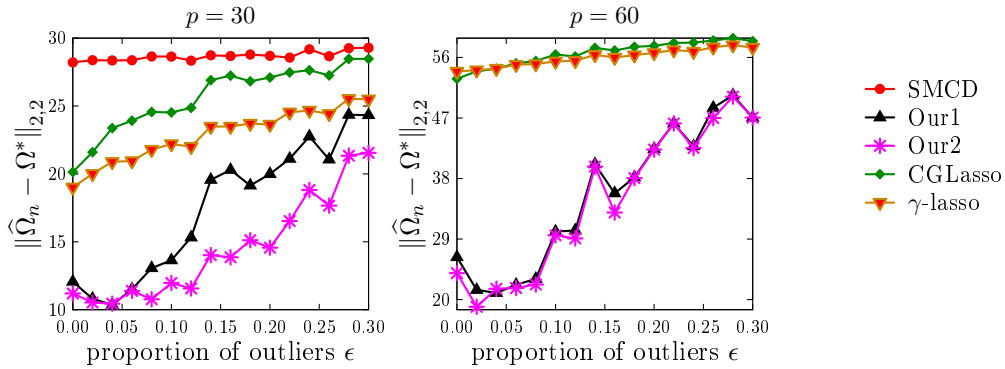 p = 30
‖Ω̂ₙ − Ω*‖₂,₂
30
25
20
15
10
0.00 0.05 0.10 0.15 0.20 0.25 0.30
proportion of outliers ϵ
p = 60
‖Ω̂ₙ − Ω*‖₂,₂
56
47
38
29
20
0.00 0.05 0.10 0.15 0.20 0.25 0.30
proportion of outliers ϵ
SMCD
Our1
Our2
CGLasso
γ-lasso